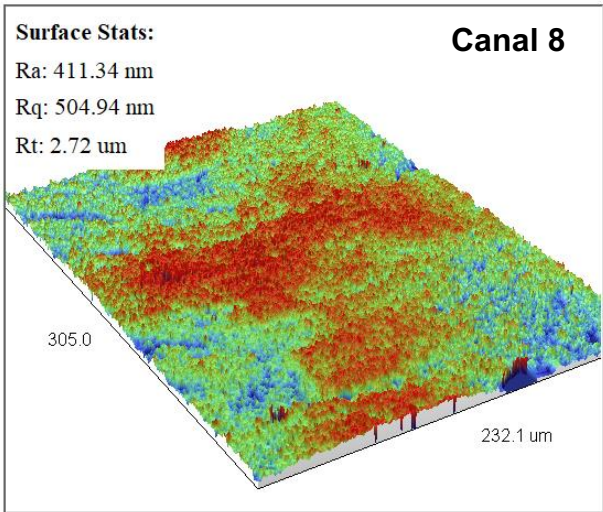 Surface Stats:
Canal 8
Ra: 411.34 nm
Rq: 504.94 nm
Rt: 2.72 um
305.0
232.1 um